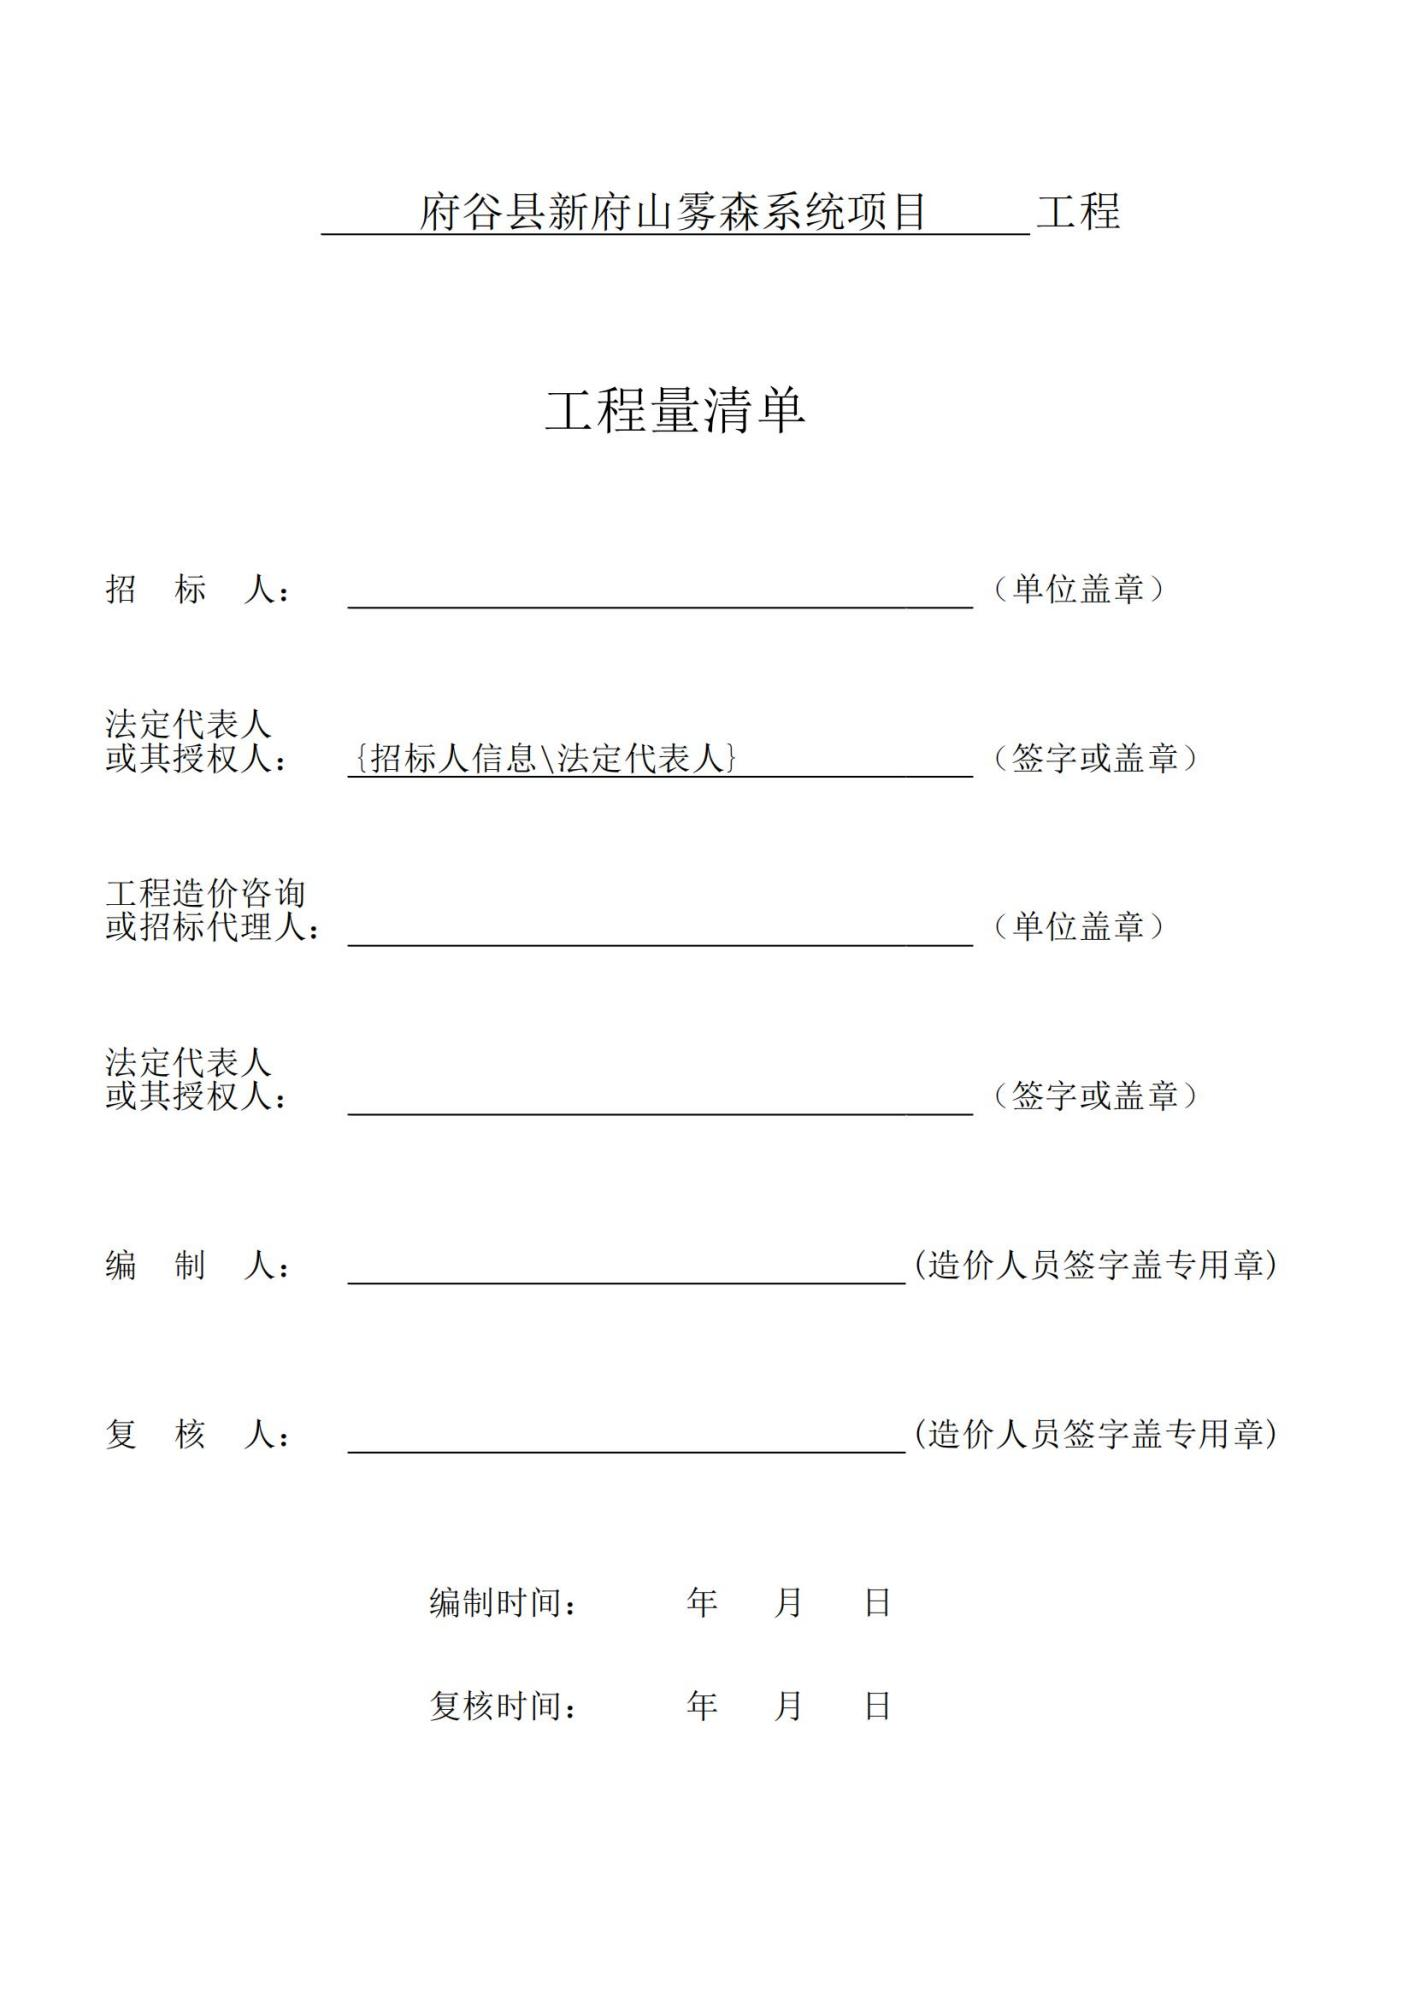 府谷县新府山雾森系统项目 工程
工程量清单
招 标 人： （单位盖章）
法定代表人
或其授权人： {招标人信息\法定代表人} （签字或盖章）
工程造价咨询
或招标代理人： （单位盖章）
法定代表人
或其授权人： （签字或盖章）
编 制 人： (造价人员签字盖专用章)
复 核 人： (造价人员签字盖专用章)
编制时间： 年 月 日
复核时间： 年 月 日